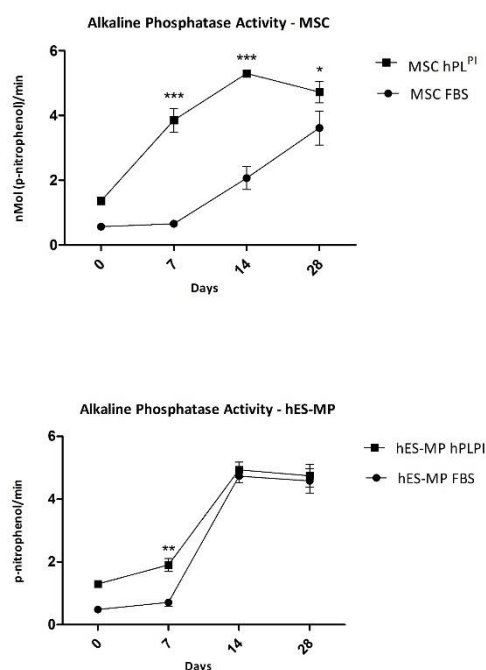 Alkaline Phosphatase Activity - MSC
nMol (p-nitrophenol)/min
6
4
2
0
***
***
*
MSC hPL^PI
MSC FBS
0
7
14
28
Days
Alkaline Phosphatase Activity - hES-MP
p-nitrophenol/min
6
4
2
0
**
hES-MP hPLPI
hES-MP FBS
0
7
14
28
Days